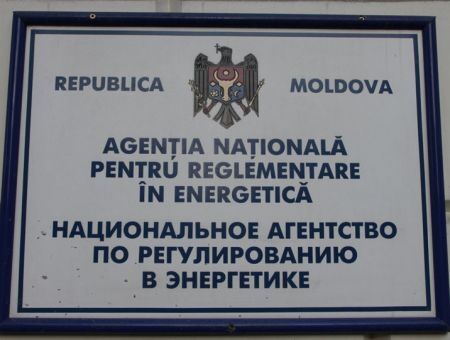 REPUBLICA MOLDOVA
AGENȚIA NAȚIONALĂ
PENTRU REGLEMENTARE
ÎN ENERGETICĂ
НАЦИОНАЛЬНОЕ АГЕНТСТВО
ПО РЕГУЛИРОВАНИЮ
В ЭНЕРГЕТИКЕ